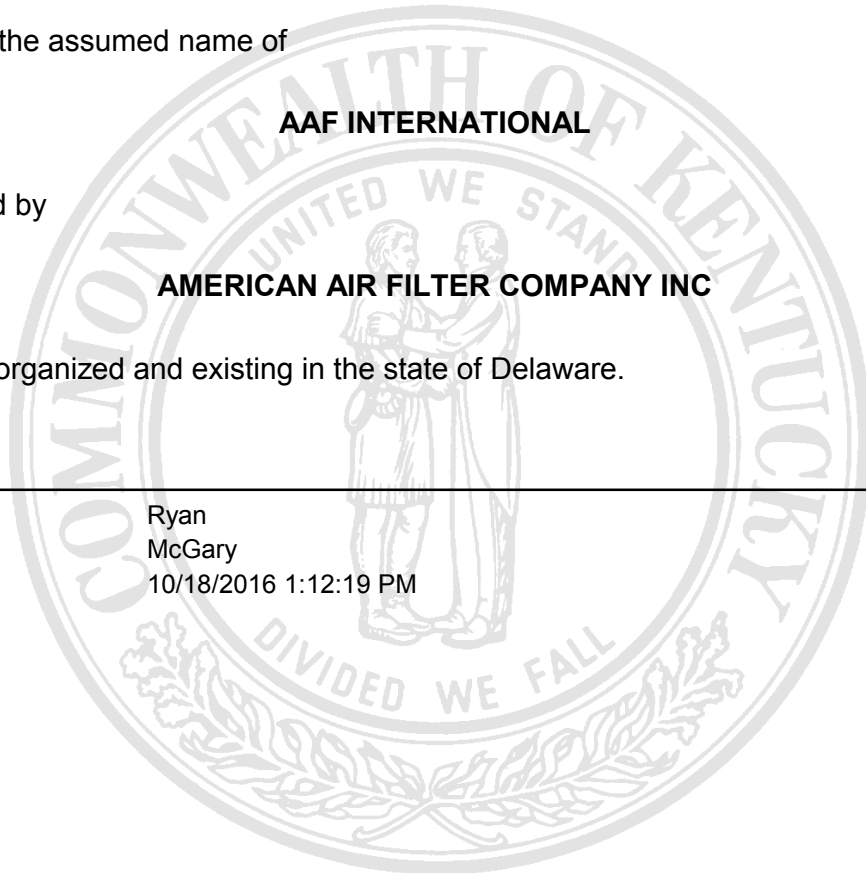 the assumed name of
AAF INTERNATIONAL
d by
AMERICAN AIR FILTER COMPANY INC
organized and existing in the state of Delaware.
Ryan
McGary
10/18/2016 1:12:19 PM
COMMONWEALTH OF KENTUCKY
UNITED WE STAND
DIVIDED WE FALL